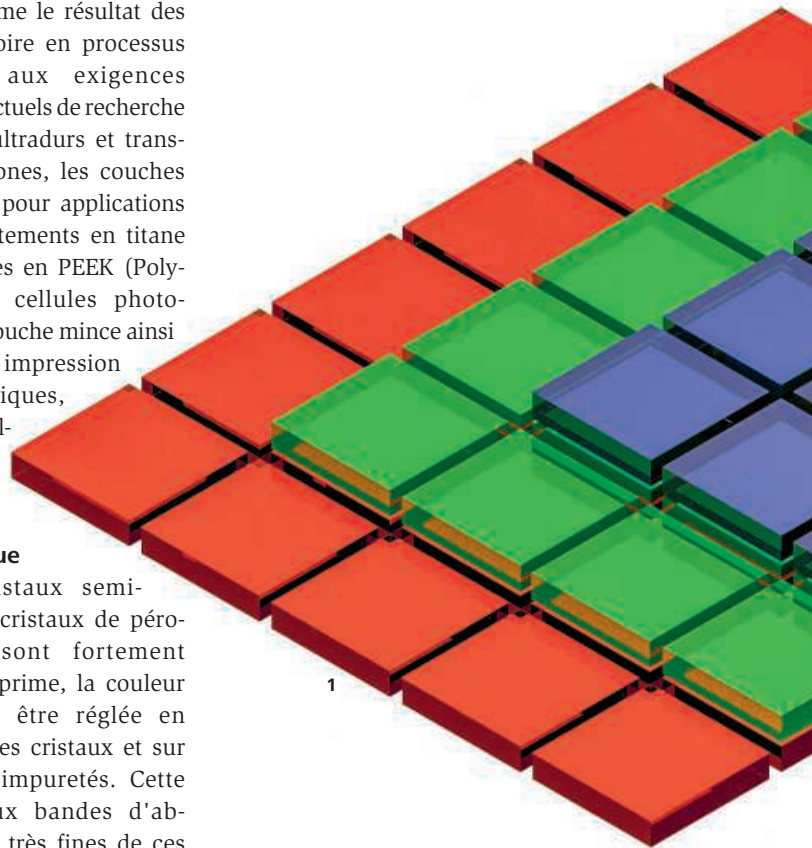 me le résultat des
oire en processus
aux exigences
ctuels de recherche
ultradurs et trans-
ones, les couches
pour applications
tements en titane
es en PEEK (Poly-
cellules photo-
ouche mince ainsi
impression
iques,
l-
ue
istaux semi-
cristaux de péro-
sont fortement
prime, la couleur
être réglée en
es cristaux et sur
impuretés. Cette
ux bandes d'ab-
très fines de ces
1